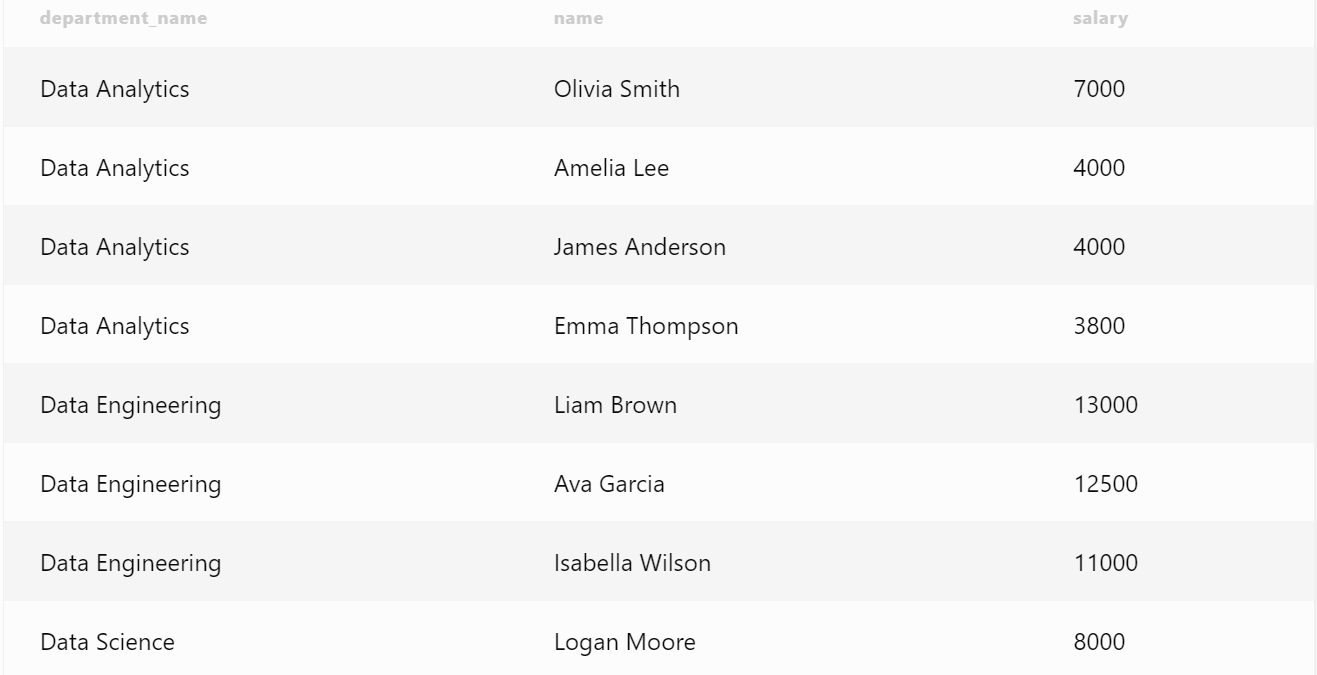 department_name name salary
Data Analytics Olivia Smith 7000
Data Analytics Amelia Lee 4000
Data Analytics James Anderson 4000
Data Analytics Emma Thompson 3800
Data Engineering Liam Brown 13000
Data Engineering Ava Garcia 12500
Data Engineering Isabella Wilson 11000
Data Science Logan Moore 8000